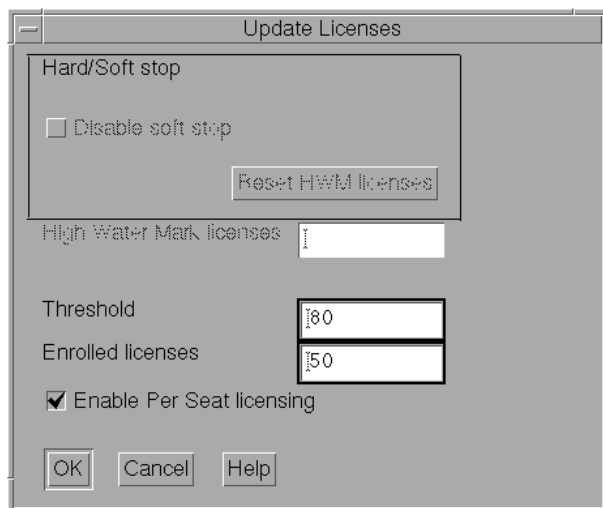 Update Licenses
Hard/Soft stop
Disable soft stop
Reset HWM licenses
High Water Mark licenses
Threshold
80
Enrolled licenses
50
Enable Per Seat licensing
OK Cancel Help